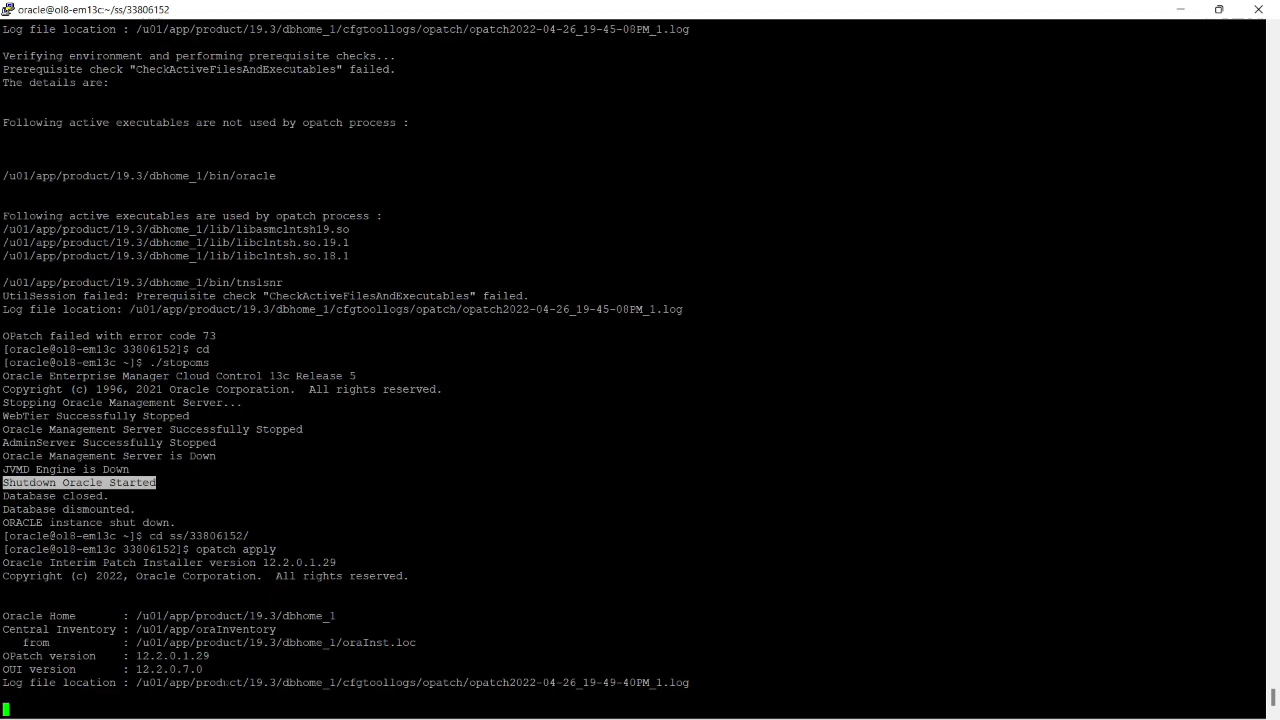 oracle@ol8-em13c:~/ss/33806152
Log file location : /u01/app/product/19.3/dbhome_1/cfgtoollogs/opatch/opatch2022-04-26_19-45-08PM_1.log
Verifying environment and performing prerequisite checks...
Prerequisite check "CheckActiveFilesAndExecutables" failed.
The details are:
Following active executables are not used by opatch process :
/u01/app/product/19.3/dbhome_1/bin/oracle
Following active executables are used by opatch process :
/u01/app/product/19.3/dbhome_1/lib/libasmclntsh19.so
/u01/app/product/19.3/dbhome_1/lib/libclntsh.so.19.1
/u01/app/product/19.3/dbhome_1/lib/libclntsh.so.18.1
/u01/app/product/19.3/dbhome_1/bin/tnslsnr
UtilSession failed: Prerequisite check "CheckActiveFilesAndExecutables" failed.
Log file location: /u01/app/product/19.3/dbhome_1/cfgtoollogs/opatch/opatch2022-04-26_19-45-08PM_1.log
OPatch failed with error code 73
[oracle@ol8-em13c 33806152]$ cd
[oracle@ol8-em13c ~]$ ./stopoms
Oracle Enterprise Manager Cloud Control 13c Release 5
Copyright (c) 1996, 2021 Oracle Corporation.  All rights reserved.
Stopping Oracle Management Server...
WebTier Successfully Stopped
Oracle Management Server Successfully Stopped
AdminServer Successfully Stopped
Oracle Management Server is Down
JVMD Engine is Down
Shutdown Oracle Started
Database closed.
Database dismounted.
ORACLE instance shut down.
[oracle@ol8-em13c ~]$ cd ss/33806152/
[oracle@ol8-em13c 33806152]$ opatch apply
Oracle Interim Patch Installer version 12.2.0.1.29
Copyright (c) 2022, Oracle Corporation.  All rights reserved.
Oracle Home       : /u01/app/product/19.3/dbhome_1
Central Inventory : /u01/app/oraInventory
from           : /u01/app/product/19.3/dbhome_1/oraInst.loc
OPatch version    : 12.2.0.1.29
OUI version       : 12.2.0.7.0
Log file location : /u01/app/product/19.3/dbhome_1/cfgtoollogs/opatch/opatch2022-04-26_19-49-40PM_1.log